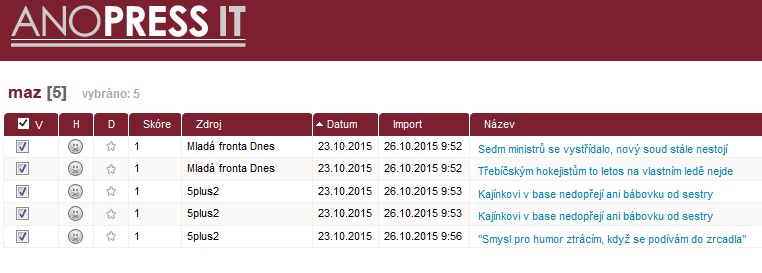 ANOPRESS IT
maz [5] vybráno: 5
V H D Skóre Zdroj Datum Import Název
1 Mladá fronta Dnes 23.10.2015 26.10.2015 9:52 Sedm ministrů se vystřídalo, nový soud stále nestojí
1 Mladá fronta Dnes 23.10.2015 26.10.2015 9:52 Třebíčským hokejistům to letos na vlastním ledě nejde
1 5plus2 23.10.2015 26.10.2015 9:53 Kajínkovi v base nedopřejí ani bábovku od sestry
1 5plus2 23.10.2015 26.10.2015 9:53 Kajínkovi v base nedopřejí ani bábovku od sestry
1 5plus2 23.10.2015 26.10.2015 9:56 "Smysl pro humor ztrácím, když se podívám do zrcadla"